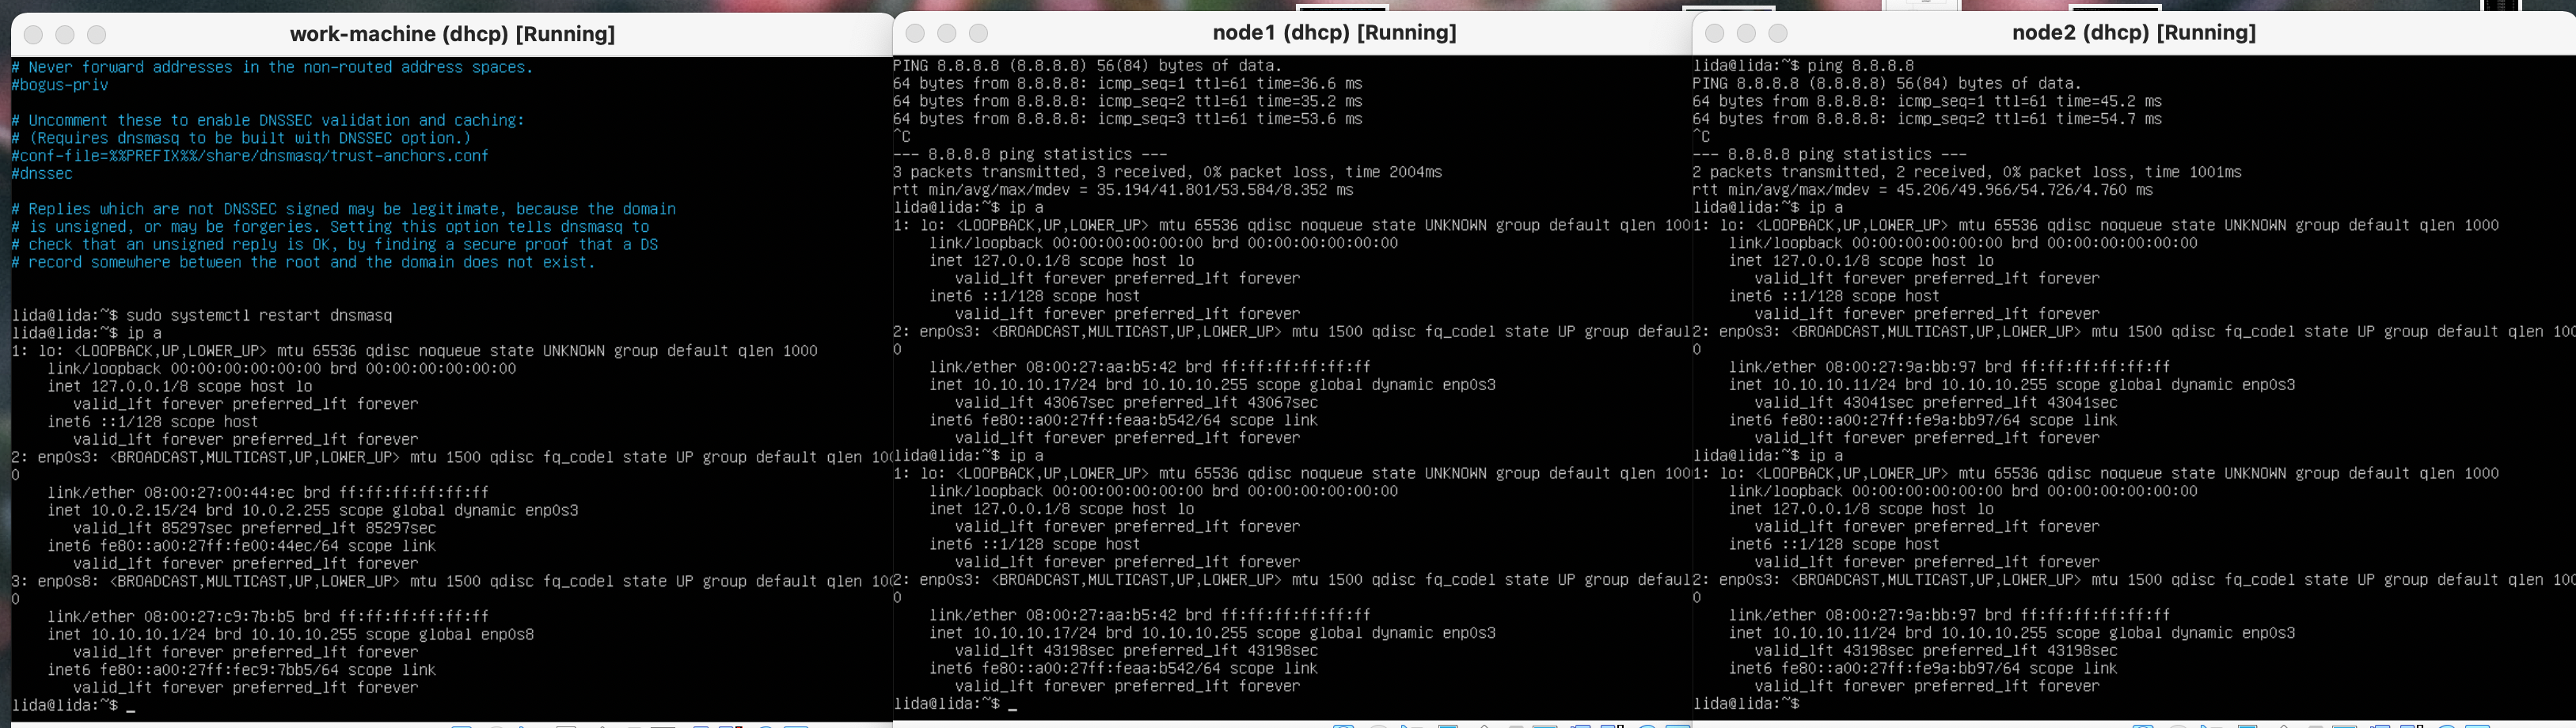 work-machine (dhcp) [Running]
# Never forward addresses in the non-routed address spaces.
#bogus-priv
# Uncomment these to enable DNSSEC validation and caching:
# (Requires dnsmasq to be built with DNSSEC option.)
#conf-file=%%PREFIX%%/share/dnsmasq/trust-anchors.conf
#dnssec
# Replies which are not DNSSEC signed may be legitimate, because the domain
# is unsigned, or may be forgeries. Setting this option tells dnsmasq to
# check that an unsigned reply is OK, by finding a secure proof that a DS
# record somewhere between the root and the domain does not exist.
lida@lida:~$ sudo systemctl restart dnsmasq
lida@lida:~$ ip a
1: lo: <LOOPBACK,UP,LOWER_UP> mtu 65536 qdisc noqueue state UNKNOWN group default qlen 1000
link/loopback 00:00:00:00:00:00 brd 00:00:00:00:00:00
inet 127.0.0.1/8 scope host lo
valid_lft forever preferred_lft forever
inet6 ::1/128 scope host
valid_lft forever preferred_lft forever
2: enp0s3: <BROADCAST,MULTICAST,UP,LOWER_UP> mtu 1500 qdisc fq_codel state UP group default qlen 100
0
link/ether 08:00:27:00:44:ec brd ff:ff:ff:ff:ff:ff
inet 10.0.2.15/24 brd 10.0.2.255 scope global dynamic enp0s3
valid_lft 85297sec preferred_lft 85297sec
inet6 fe80::a00:27ff:fe00:44ec/64 scope link
valid_lft forever preferred_lft forever
3: enp0s8: <BROADCAST,MULTICAST,UP,LOWER_UP> mtu 1500 qdisc fq_codel state UP group default qlen 100
0
link/ether 08:00:27:c9:7b:b5 brd ff:ff:ff:ff:ff:ff
inet 10.10.10.1/24 brd 10.10.10.255 scope global enp0s8
valid_lft forever preferred_lft forever
inet6 fe80::a00:27ff:fec9:7bb5/64 scope link
valid_lft forever preferred_lft forever
lida@lida:~$ _
node1 (dhcp) [Running]
PING 8.8.8.8 (8.8.8.8) 56(84) bytes of data.
64 bytes from 8.8.8.8: icmp_seq=1 ttl=61 time=36.6 ms
64 bytes from 8.8.8.8: icmp_seq=2 ttl=61 time=35.2 ms
64 bytes from 8.8.8.8: icmp_seq=3 ttl=61 time=53.6 ms
^C
--- 8.8.8.8 ping statistics ---
3 packets transmitted, 3 received, 0% packet loss, time 2004ms
rtt min/avg/max/mdev = 35.194/41.801/53.584/8.352 ms
lida@lida:~$ ip a
1: lo: <LOOPBACK,UP,LOWER_UP> mtu 65536 qdisc noqueue state UNKNOWN group default qlen 100
link/loopback 00:00:00:00:00:00 brd 00:00:00:00:00:00
inet 127.0.0.1/8 scope host lo
valid_lft forever preferred_lft forever
inet6 ::1/128 scope host
valid_lft forever preferred_lft forever
2: enp0s3: <BROADCAST,MULTICAST,UP,LOWER_UP> mtu 1500 qdisc fq_codel state UP group defaul
0
link/ether 08:00:27:aa:b5:42 brd ff:ff:ff:ff:ff:ff
inet 10.10.10.17/24 brd 10.10.10.255 scope global dynamic enp0s3
valid_lft 43067sec preferred_lft 43067sec
inet6 fe80::a00:27ff:feaa:b542/64 scope link
valid_lft forever preferred_lft forever
lida@lida:~$ ip a
1: lo: <LOOPBACK,UP,LOWER_UP> mtu 65536 qdisc noqueue state UNKNOWN group default qlen 100
link/loopback 00:00:00:00:00:00 brd 00:00:00:00:00:00
inet 127.0.0.1/8 scope host lo
valid_lft forever preferred_lft forever
inet6 ::1/128 scope host
valid_lft forever preferred_lft forever
2: enp0s3: <BROADCAST,MULTICAST,UP,LOWER_UP> mtu 1500 qdisc fq_codel state UP group defaul
0
link/ether 08:00:27:aa:b5:42 brd ff:ff:ff:ff:ff:ff
inet 10.10.10.17/24 brd 10.10.10.255 scope global dynamic enp0s3
valid_lft 43198sec preferred_lft 43198sec
inet6 fe80::a00:27ff:feaa:b542/64 scope link
valid_lft forever preferred_lft forever
lida@lida:~$ _
node2 (dhcp) [Running]
lida@lida:~$ ping 8.8.8.8
PING 8.8.8.8 (8.8.8.8) 56(84) bytes of data.
64 bytes from 8.8.8.8: icmp_seq=1 ttl=61 time=45.2 ms
64 bytes from 8.8.8.8: icmp_seq=2 ttl=61 time=54.7 ms
^C
--- 8.8.8.8 ping statistics ---
2 packets transmitted, 2 received, 0% packet loss, time 1001ms
rtt min/avg/max/mdev = 45.206/49.966/54.726/4.760 ms
lida@lida:~$ ip a
1: lo: <LOOPBACK,UP,LOWER_UP> mtu 65536 qdisc noqueue state UNKNOWN group default qlen 1000
link/loopback 00:00:00:00:00:00 brd 00:00:00:00:00:00
inet 127.0.0.1/8 scope host lo
valid_lft forever preferred_lft forever
inet6 ::1/128 scope host
valid_lft forever preferred_lft forever
2: enp0s3: <BROADCAST,MULTICAST,UP,LOWER_UP> mtu 1500 qdisc fq_codel state UP group default qlen 100
0
link/ether 08:00:27:9a:bb:97 brd ff:ff:ff:ff:ff:ff
inet 10.10.10.11/24 brd 10.10.10.255 scope global dynamic enp0s3
valid_lft 43041sec preferred_lft 43041sec
inet6 fe80::a00:27ff:fe9a:bb97/64 scope link
valid_lft forever preferred_lft forever
lida@lida:~$ ip a
1: lo: <LOOPBACK,UP,LOWER_UP> mtu 65536 qdisc noqueue state UNKNOWN group default qlen 1000
link/loopback 00:00:00:00:00:00 brd 00:00:00:00:00:00
inet 127.0.0.1/8 scope host lo
valid_lft forever preferred_lft forever
inet6 ::1/128 scope host
valid_lft forever preferred_lft forever
2: enp0s3: <BROADCAST,MULTICAST,UP,LOWER_UP> mtu 1500 qdisc fq_codel state UP group default qlen 100
0
link/ether 08:00:27:9a:bb:97 brd ff:ff:ff:ff:ff:ff
inet 10.10.10.11/24 brd 10.10.10.255 scope global dynamic enp0s3
valid_lft 43198sec preferred_lft 43198sec
inet6 fe80::a00:27ff:fe9a:bb97/64 scope link
valid_lft forever preferred_lft forever
lida@lida:~$